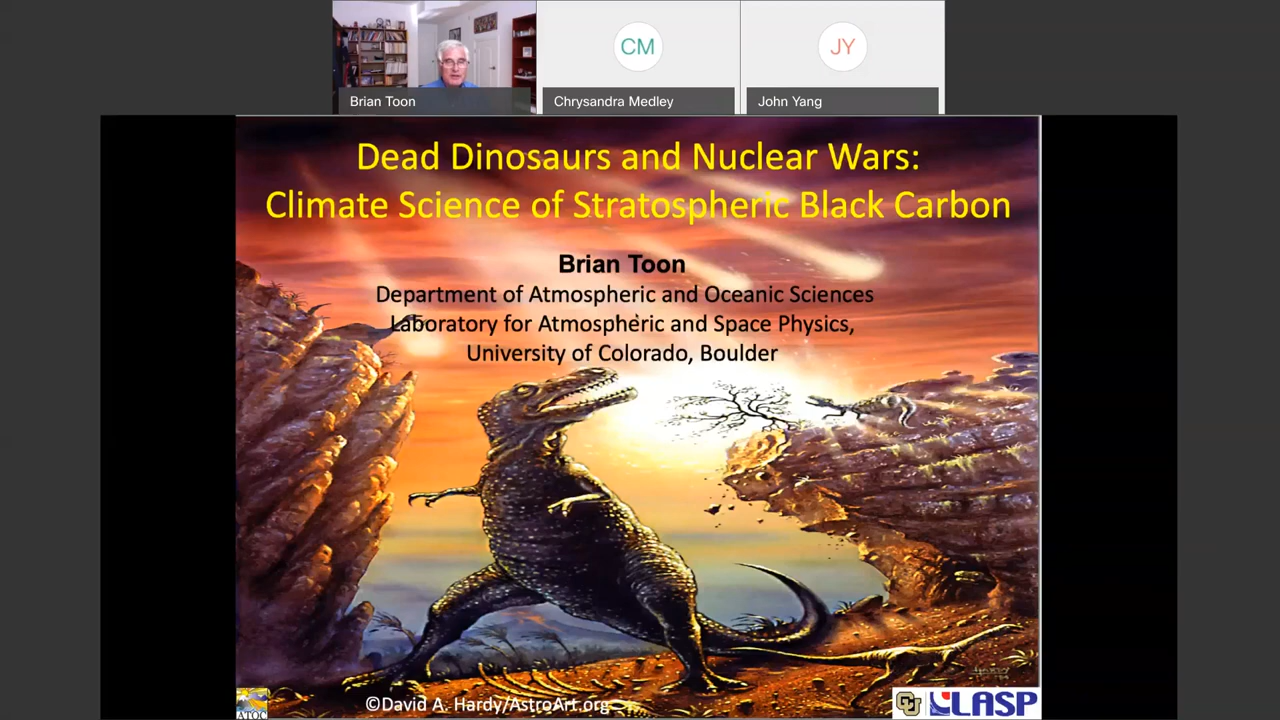 CM
JY
Brian Toon
Chrysandra Medley
John Yang
Dead Dinosaurs and Nuclear Wars:
Climate Science of Stratospheric Black Carbon
Brian Toon
Department of Atmospheric and Oceanic Sciences
Laboratory for Atmospheric and Space Physics,
University of Colorado, Boulder
©David A. Hardy/AstroArt.org
ATOC
CU
LASP